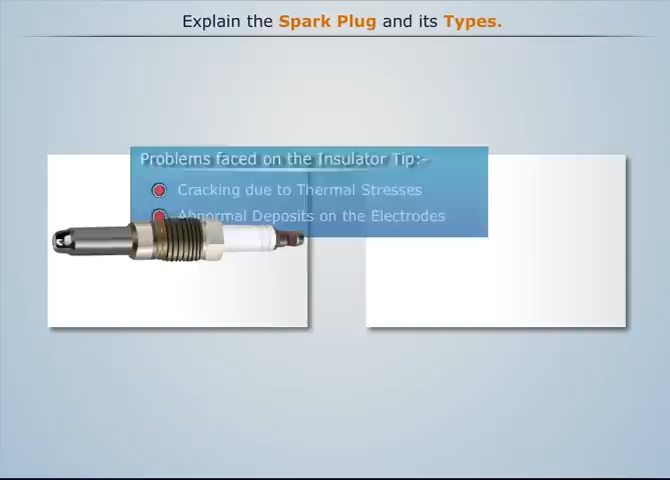 Explain the Spark Plug and its Types.
Problems faced on the Insulator Tip:-
Cracking due to Thermal Stresses
Abnormal Deposits on the Electrodes